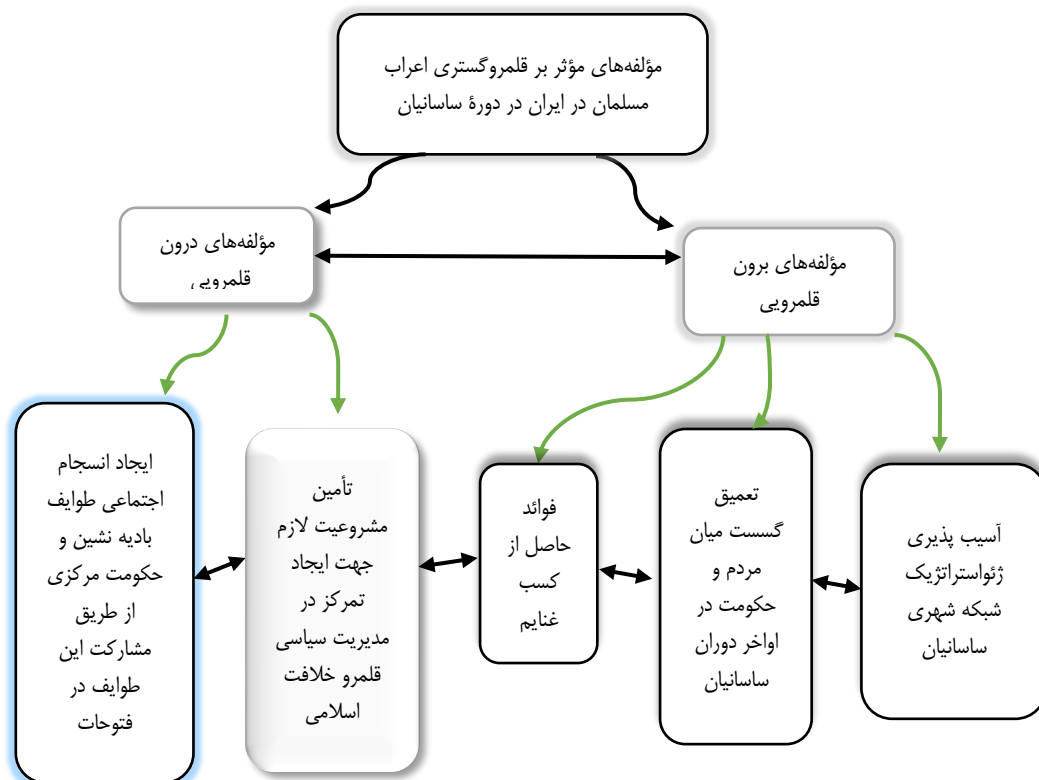 مؤلفه‌های مؤثر بر قلمروگستری اعراب
مسلمان در ایران در دورۀ ساسانیان
مؤلفه‌های برون
قلمرویی
مؤلفه‌های درون
قلمرویی
آسیب پذیری
ژئواستراتژیک
شبکه شهری
ساسانیان
تعمیق
گسست میان
مردم و
حکومت در
اواخر دوران
ساسانیان
فوائد
حاصل از
کسب
غنایم
تأمین
مشروعیت لازم
جهت ایجاد
تمرکز در
مدیریت سیاسی
قلمرو خلافت
اسلامی
ایجاد انسجام
اجتماعی طوایف
بادیه نشین و
حکومت مرکزی
از طریق
مشارکت این
طوایف در
فتوحات